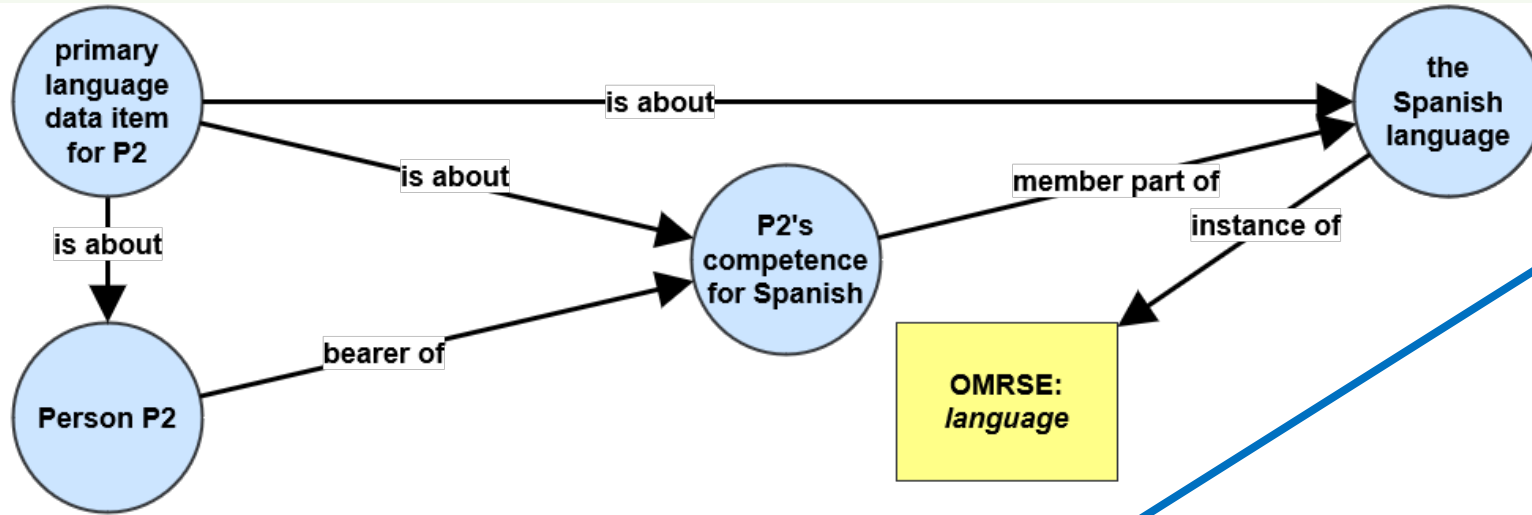 primary
language
data item
for P2
is about
the
Spanish
language
is about
member part of
is about
P2's
competence
for Spanish
instance of
bearer of
Person P2
OMRSE:
language